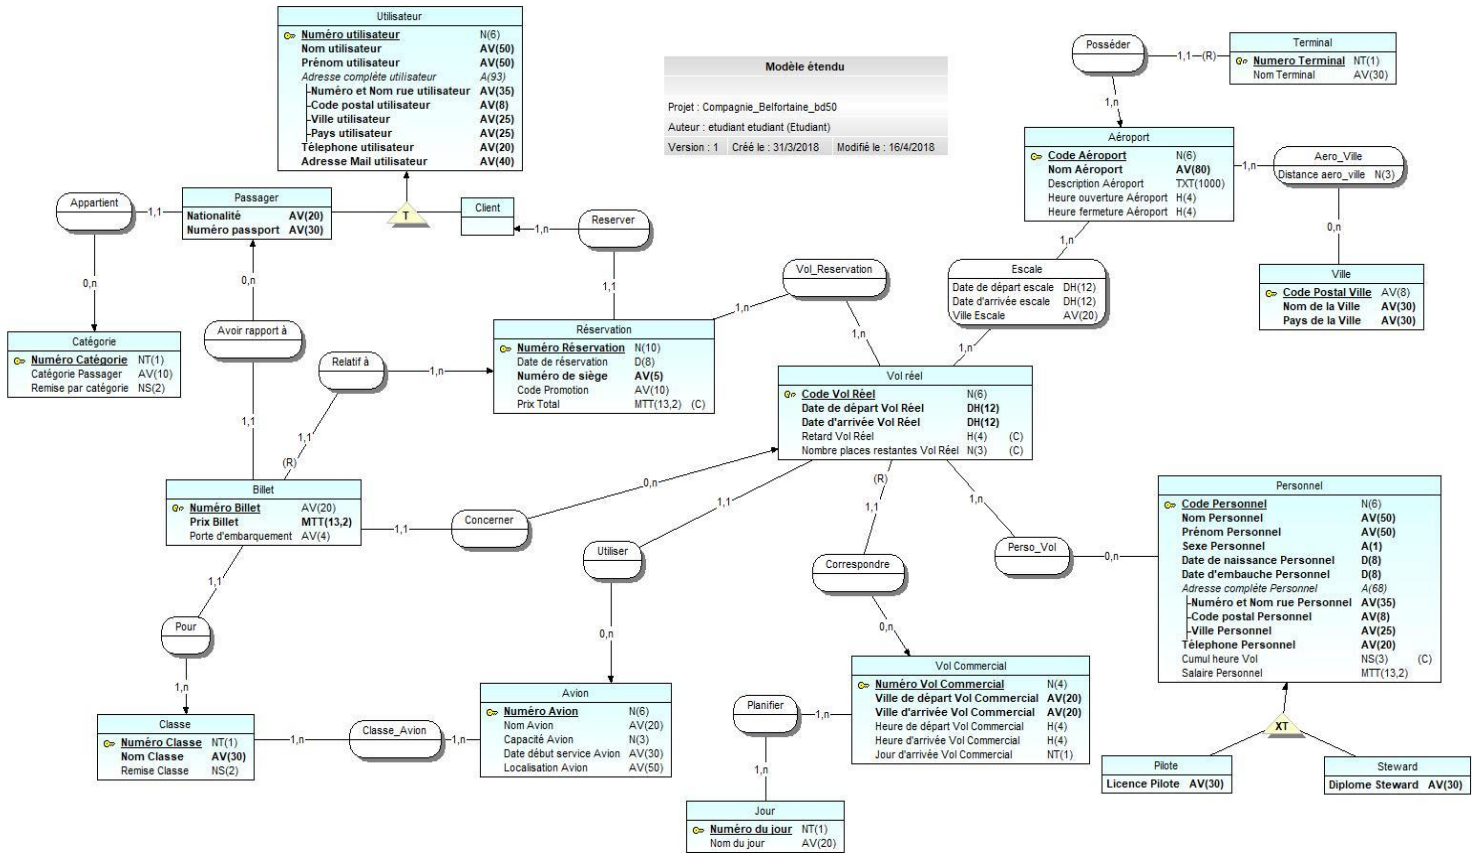 Utilisateur
Numéro utilisateur N(6)
Nom utilisateur AV(50)
Prénom utilisateur AV(50)
Adresse complète utilisateur A(93)
Numéro et Nom rue utilisateur AV(35)
Code postal utilisateur AV(8)
Ville utilisateur AV(25)
Pays utilisateur AV(25)
Télephone utilisateur AV(20)
Adresse Mail utilisateur AV(40)
Modèle étendu
Projet : Compagnie_Belfortaine_bd50
Auteur : etudiant etudiant (Etudiant)
Version : 1 Créé le : 31/3/2018 Modifié le : 16/4/2018
Posséder
1,1
(R)
1,n
Terminal
Numero Terminal NT(1)
Nom Terminal AV(30)
Aéroport
Code Aéroport N(6)
Nom Aéroport AV(80)
Description Aéroport TXT(1000)
Heure ouverture Aéroport H(4)
Heure fermeture Aéroport H(4)
1,n
Aero_Ville
Distance aero_ville N(3)
0,n
Ville
Code Postal Ville AV(8)
Nom de la Ville AV(30)
Pays de la Ville AV(30)
Appartient
1,1
0,n
Passager
Nationalité AV(20)
Numéro passport AV(30)
T
Client
1,n
Reserver
1,1
Catégorie
Numéro Catégorie NT(1)
Catégorie Passager AV(10)
Remise par catégorie NS(2)
0,n
Avoir rapport à
1,1
Relatif à
1,n
1,1
(R)
Réservation
Numéro Réservation N(10)
Date de réservation D(8)
Numéro de siège AV(5)
Code Promotion AV(10)
Prix Total MTT(13,2) (C)
1,n
Vol_Reservation
1,n
1,n
Escale
Date de départ escale DH(12)
Date d'arrivée escale DH(12)
Ville Escale AV(20)
1,n
Vol réel
Code Vol Réel N(6)
Date de départ Vol Réel DH(12)
Date d'arrivée Vol Réel DH(12)
Retard Vol Réel H(4) (C)
Nombre places restantes Vol Réel N(3) (C)
Billet
Numéro Billet AV(20)
Prix Billet MTT(13,2)
Porte d'embarquement AV(4)
1,1
Concerner
0,n
1,1
Utiliser
0,n
(R)
1,1
Correspondre
0,n
1,n
Perso_Vol
0,n
Personnel
Code Personnel N(6)
Nom Personnel AV(50)
Prénom Personnel AV(50)
Sexe Personnel A(1)
Date de naissance Personnel D(8)
Date d'embauche Personnel D(8)
Adresse complète Personnel A(68)
Numéro et Nom rue Personnel AV(35)
Code postal Personnel AV(8)
Ville Personnel AV(25)
Télephone Personnel AV(20)
Cumul heure Vol NS(3) (C)
Salaire Personnel MTT(13,2)
XT
Pilote
Licence Pilote AV(30)
Steward
Diplome Steward AV(30)
1,1
Pour
1,n
Classe
Numéro Classe NT(1)
Nom Classe AV(30)
Remise Classe NS(2)
1,n
Classe_Avion
1,n
Avion
Numéro Avion N(6)
Nom Avion AV(20)
Capacité Avion N(3)
Date début service Avion AV(30)
Localisation Avion AV(50)
Planifier
1,n
1,n
Vol Commercial
Numéro Vol Commercial N(4)
Ville de départ Vol Commercial AV(20)
Ville d'arrivée Vol Commercial AV(20)
Heure de départ Vol Commercial H(4)
Heure d'arrivée Vol Commercial H(4)
Jour d'arrivée Vol Commercial NT(1)
Jour
Numéro du jour NT(1)
Nom du jour AV(20)